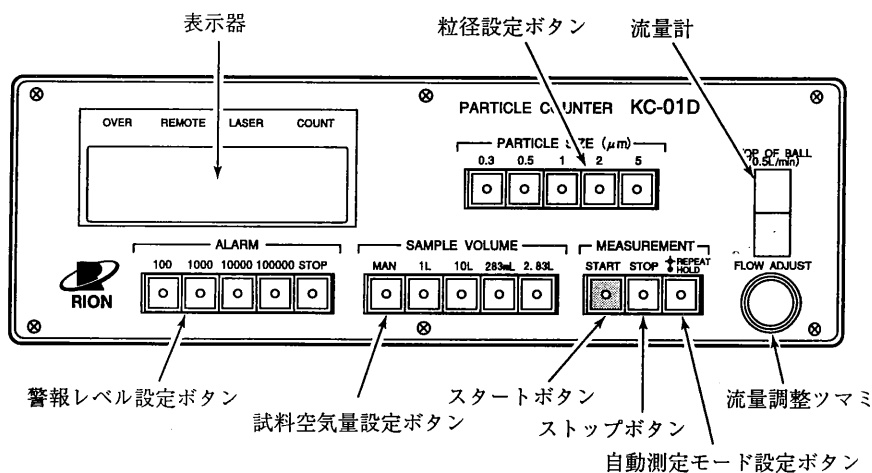 表示器
粒径設定ボタン
流量計
PARTICLE COUNTER KC-01D
OVER REMOTE LASER COUNT
PARTICLE SIZE (μm)
0.3 0.5 1 2 5
OP OF BALL
0.5L/min)
ALARM
100 1000 10000 100000 STOP
SAMPLE VOLUME
MAN 1L 10L 283mL 2.83L
MEASUREMENT
START STOP REPEAT
HOLD
FLOW ADJUST
RION
警報レベル設定ボタン
試料空気量設定ボタン
スタートボタン
ストップボタン
自動測定モード設定ボタン
流量調整ツマミ